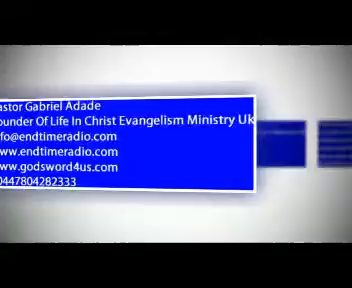 astor Gabriel Adade
ounder Of Life In Christ Evangelism Ministry Uk
nfo@endtimeradio.com
www.endtimeradio.com
www.godsword4us.com
0447804282333